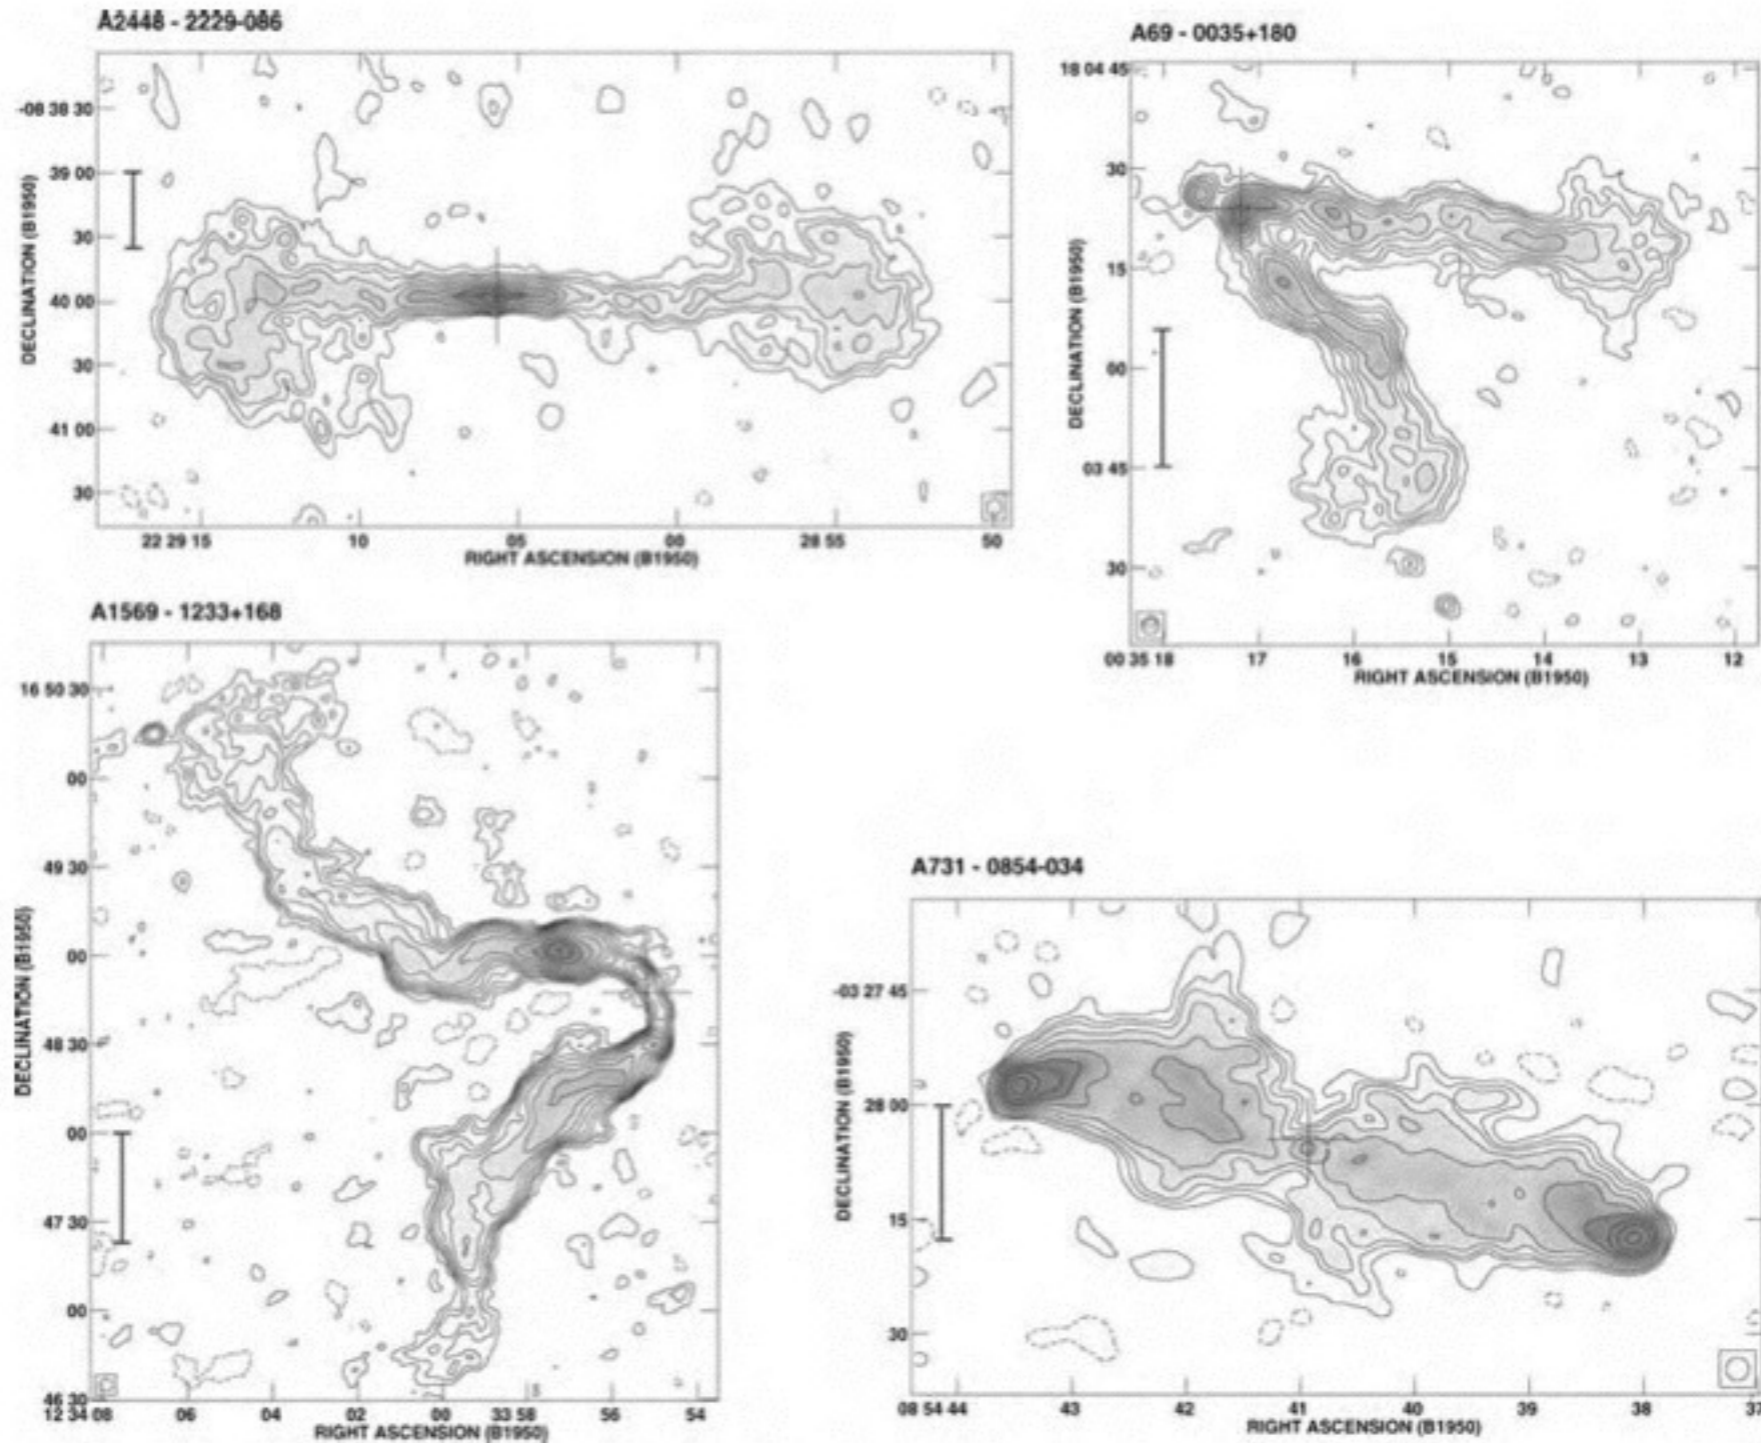 A2448 - 2229-086
-08 38 30
39 00
30
40 00
30
41 00
30
DECLINATION (B1950)
22 29 15 10 05 00 28 55 50
RIGHT ASCENSION (B1950)
A69 - 0035+180
18 04 45
30
15
00
03 45
30
DECLINATION (B1950)
00 35 18 17 16 15 14 13 12
RIGHT ASCENSION (B1950)
A1569 - 1233+168
16 50 30
00
49 30
00
48 30
00
47 30
00
46 30
DECLINATION (B1950)
12 34 08 06 04 02 00 33 58 56 54
RIGHT ASCENSION (B1950)
A731 - 0854-034
-03 27 45
28 00
15
30
DECLINATION (B1950)
08 54 44 43 42 41 40 39 38 37
RIGHT ASCENSION (B1950)